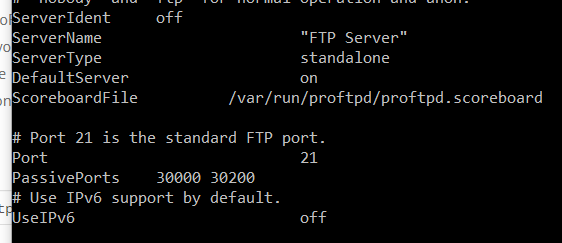 # "nobody" and "ftp" for normal operation and anon.
ServerIdent off
ServerName "FTP Server"
ServerType standalone
DefaultServer on
ScoreboardFile /var/run/proftpd/proftpd.scoreboard
# Port 21 is the standard FTP port.
Port 21
PassivePorts 30000 30200
# Use IPv6 support by default.
UseIPv6 off